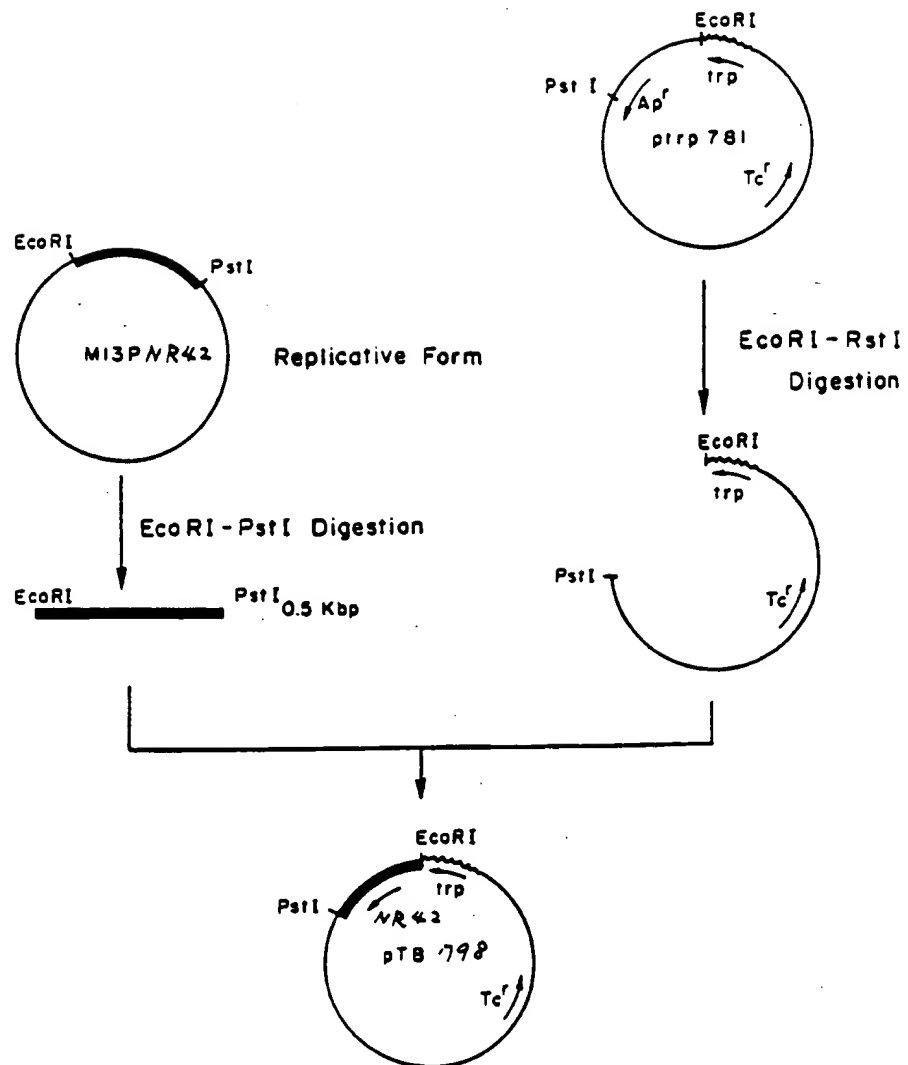 EcoRI
trp
Pst I
Apr
ptrp 781
Tcr
EcoRI
PstI
M13PNR42
Replicative Form
EcoRI-RstI
Digestion
EcoRI
trp
EcoRI-PstI Digestion
EcoRI
PstI
0.5 Kbp
PstI
Tcr
EcoRI
trp
PstI
NR42
pTB 798
Tcr